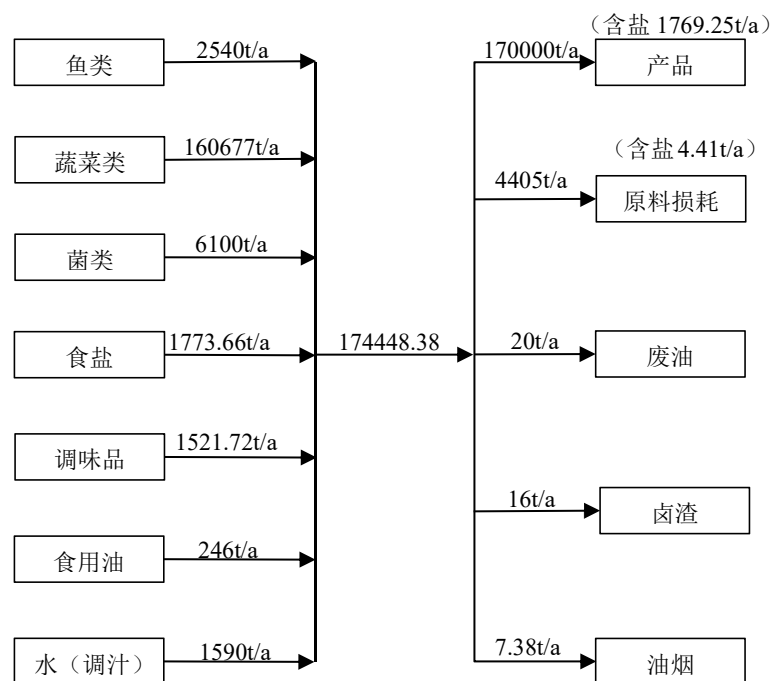 （含盐 1769.25t/a）
鱼类
2540t/a
170000t/a
产品
蔬菜类
160677t/a
（含盐 4.41t/a）
4405t/a
原料损耗
菌类
6100t/a
食盐
1773.66t/a
174448.38
20t/a
废油
调味品
1521.72t/a
16t/a
卤渣
食用油
246t/a
水（调汁）
1590t/a
7.38t/a
油烟